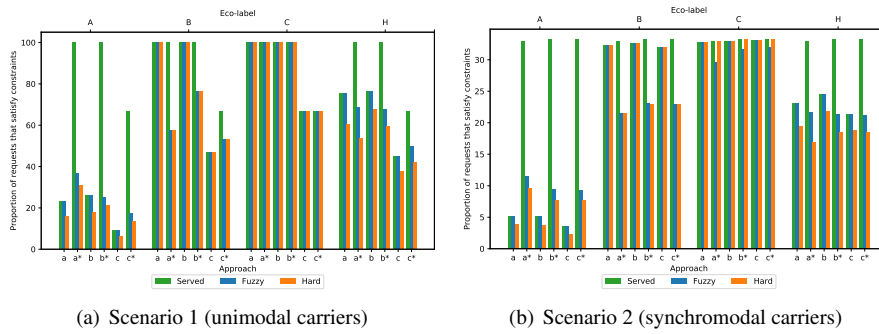 Eco-label
A B C H
Proportion of requests that satisfy constraints
100
80
60
40
20
0
a a* b b* c c* a a* b b* c c* a a* b b* c c* a a* b b* c c*
Approach
Served Fuzzy Hard
(a) Scenario 1 (unimodal carriers)
Eco-label
A B C H
Proportion of requests that satisfy constraints
30
25
20
15
10
5
0
a a* b b* c c* a a* b b* c c* a a* b b* c c* a a* b b* c c*
Approach
Served Fuzzy Hard
(b) Scenario 2 (synchromodal carriers)